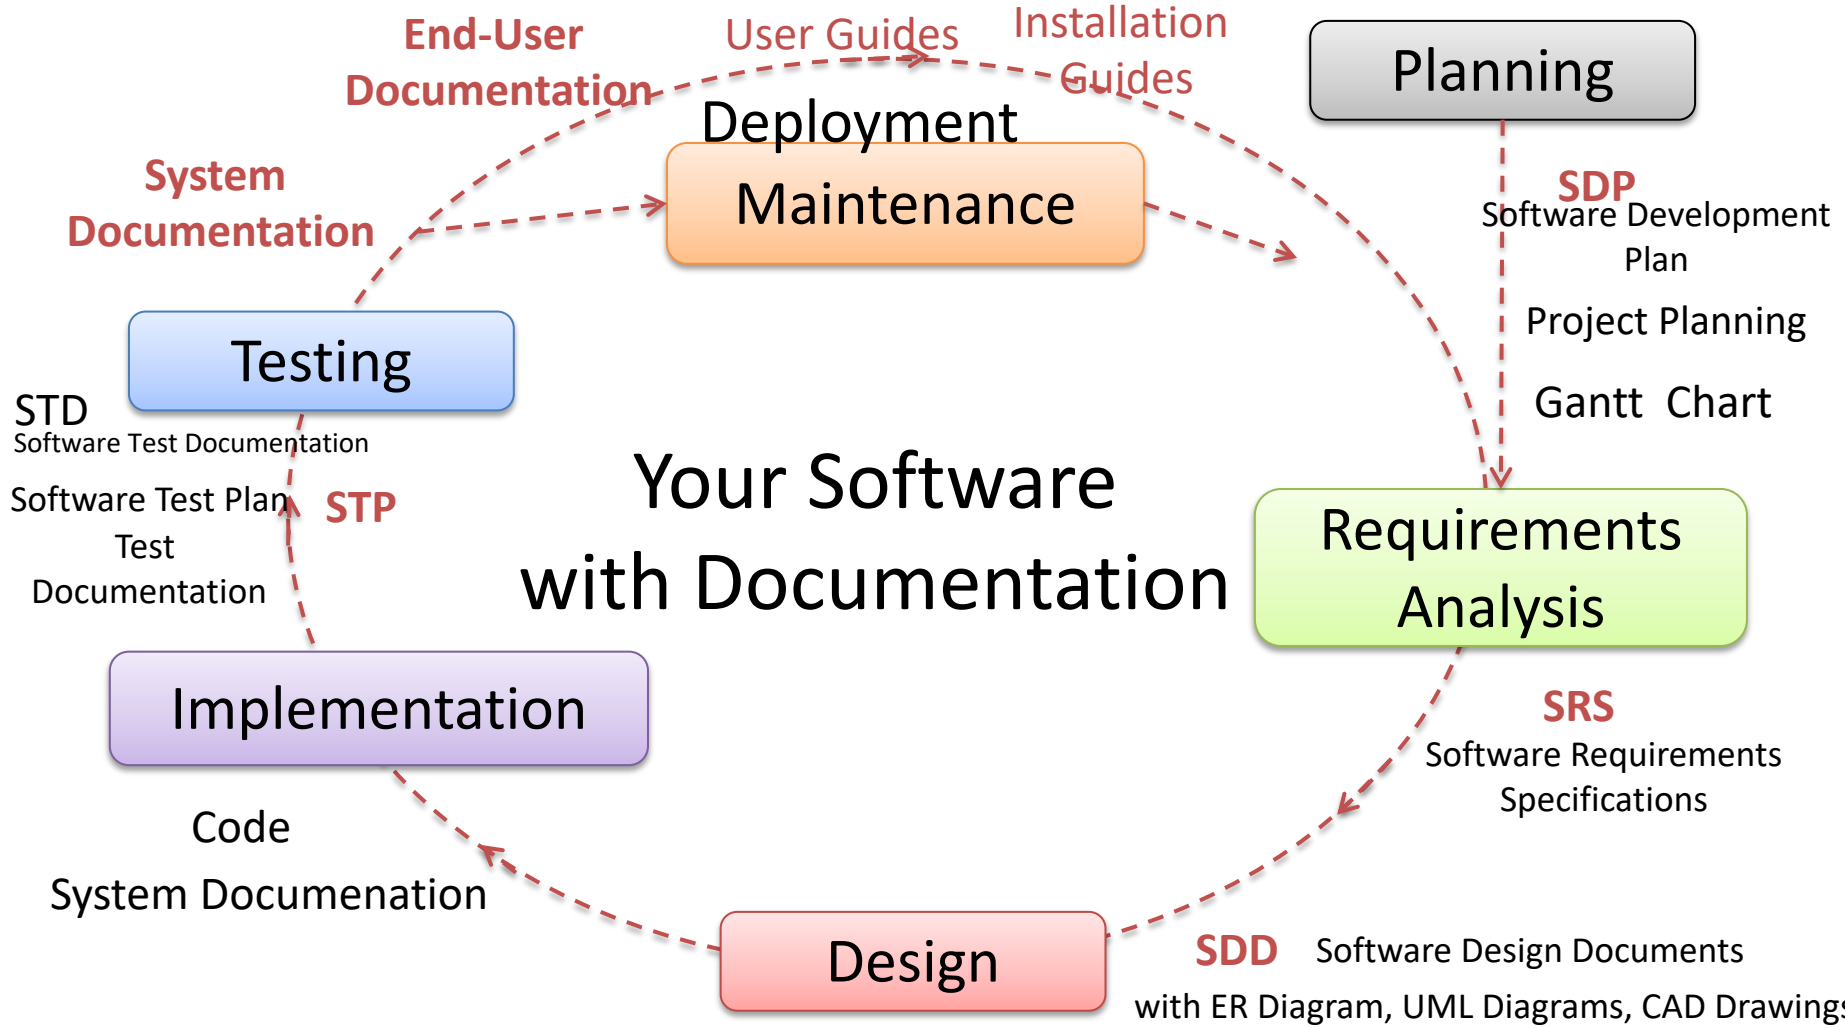 End-User
Documentation
User Guides
Installation
Guides
Planning
Deployment
Maintenance
System
Documentation
SDP
Software Development
Plan
Project Planning
Gantt Chart
Testing
STD
Software Test Documentation
Software Test Plan
Test
Documentation
STP
Your Software
with Documentation
Requirements
Analysis
Implementation
SRS
Software Requirements
Specifications
Code
System Documenation
Design
SDD Software Design Documents
with ER Diagram, UML Diagrams, CAD Drawings